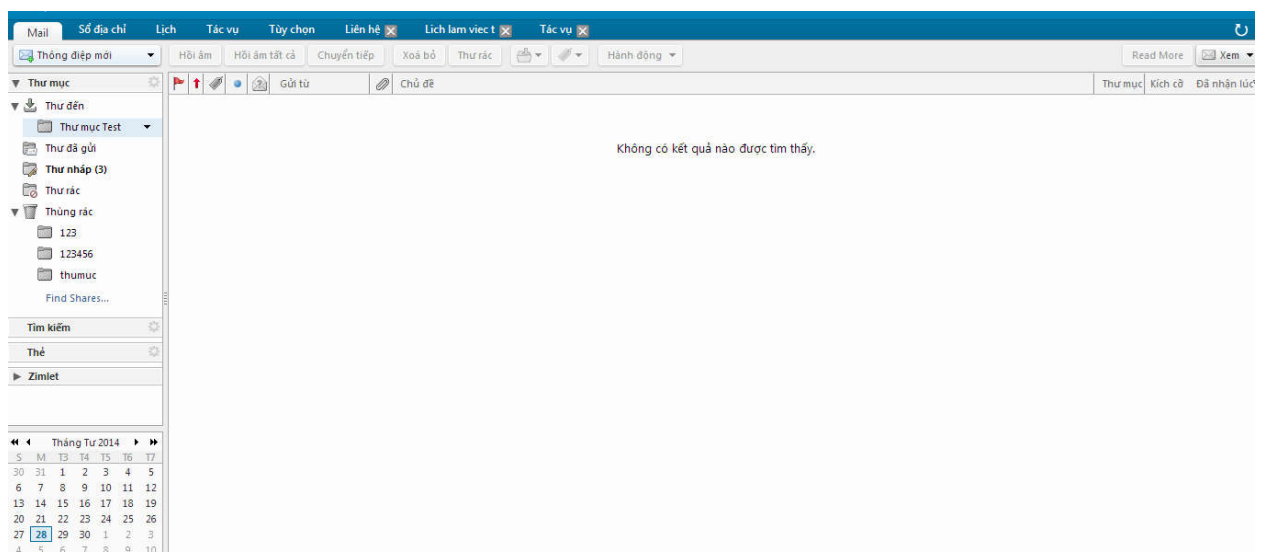 Mail Sổ địa chỉ Lịch Tác vụ Tùy chọn Liên hệ Lich lam viec t Tác vụ
Thông điệp mới Hồi âm Hồi âm tất cả Chuyển tiếp Xoá bỏ Thư rác Hành động Read More Xem
Thư mục Gửi từ Chủ đề Thư mục Kích cỡ Đã nhận lúc
Thư đến
Thư mục Test
Thư đã gửi
Không có kết quả nào được tìm thấy.
Thư nháp (3)
Thư rác
Thùng rác
123
123456
thumuc
Find Shares...
Tìm kiếm
Thẻ
Zimlet
Tháng Tư 2014
S M T3 T4 T5 T6 T7
30 31 1 2 3 4 5
6 7 8 9 10 11 12
13 14 15 16 17 18 19
20 21 22 23 24 25 26
27 28 29 30 1 2 3
4 5 6 7 8 9 10